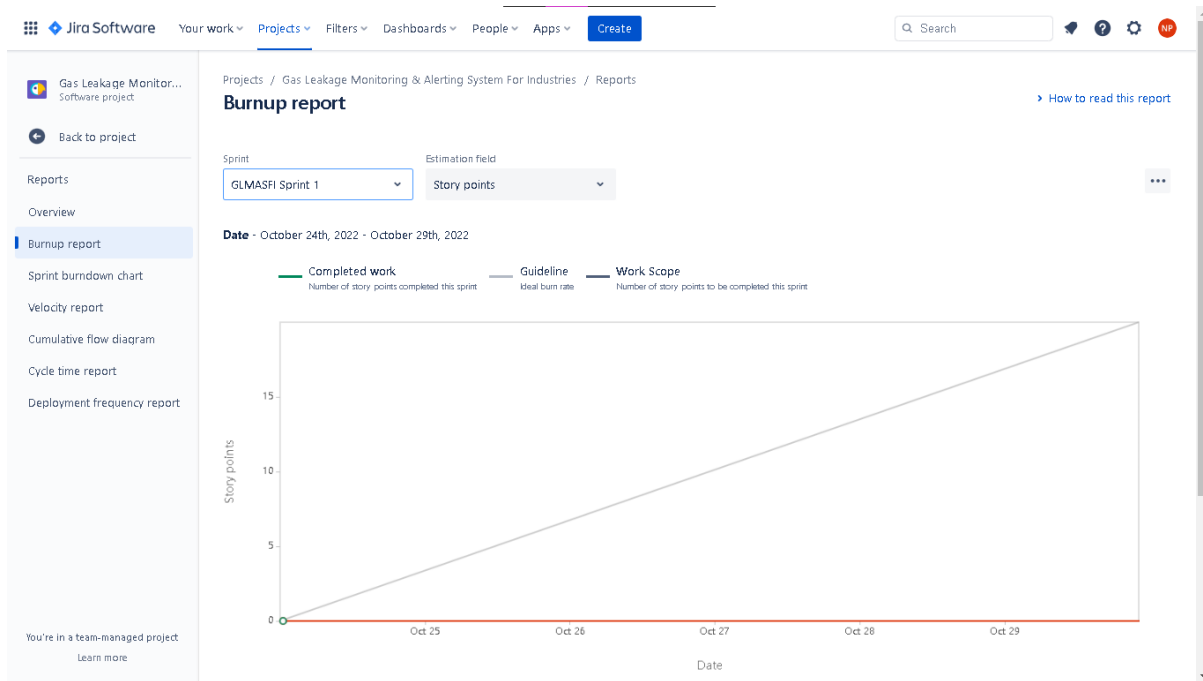 Jira Software Your work Projects Filters Dashboards People Apps Create Search NP
Gas Leakage Monitor...
Software project
Back to project
Reports
Overview
Burnup report
Sprint burndown chart
Velocity report
Cumulative flow diagram
Cycle time report
Deployment frequency report
You're in a team-managed project
Learn more
Projects / Gas Leakage Monitoring & Alerting System For Industries / Reports
Burnup report
How to read this report
Sprint Estimation field
GLMASFI Sprint 1 Story points
Date - October 24th, 2022 - October 29th, 2022
Completed work Guideline Work Scope
Number of story points completed this sprint Ideal burn rate Number of story points to be completed this sprint
Story points
15
10
5
0
Oct 25 Oct 26 Oct 27 Oct 28 Oct 29
Date